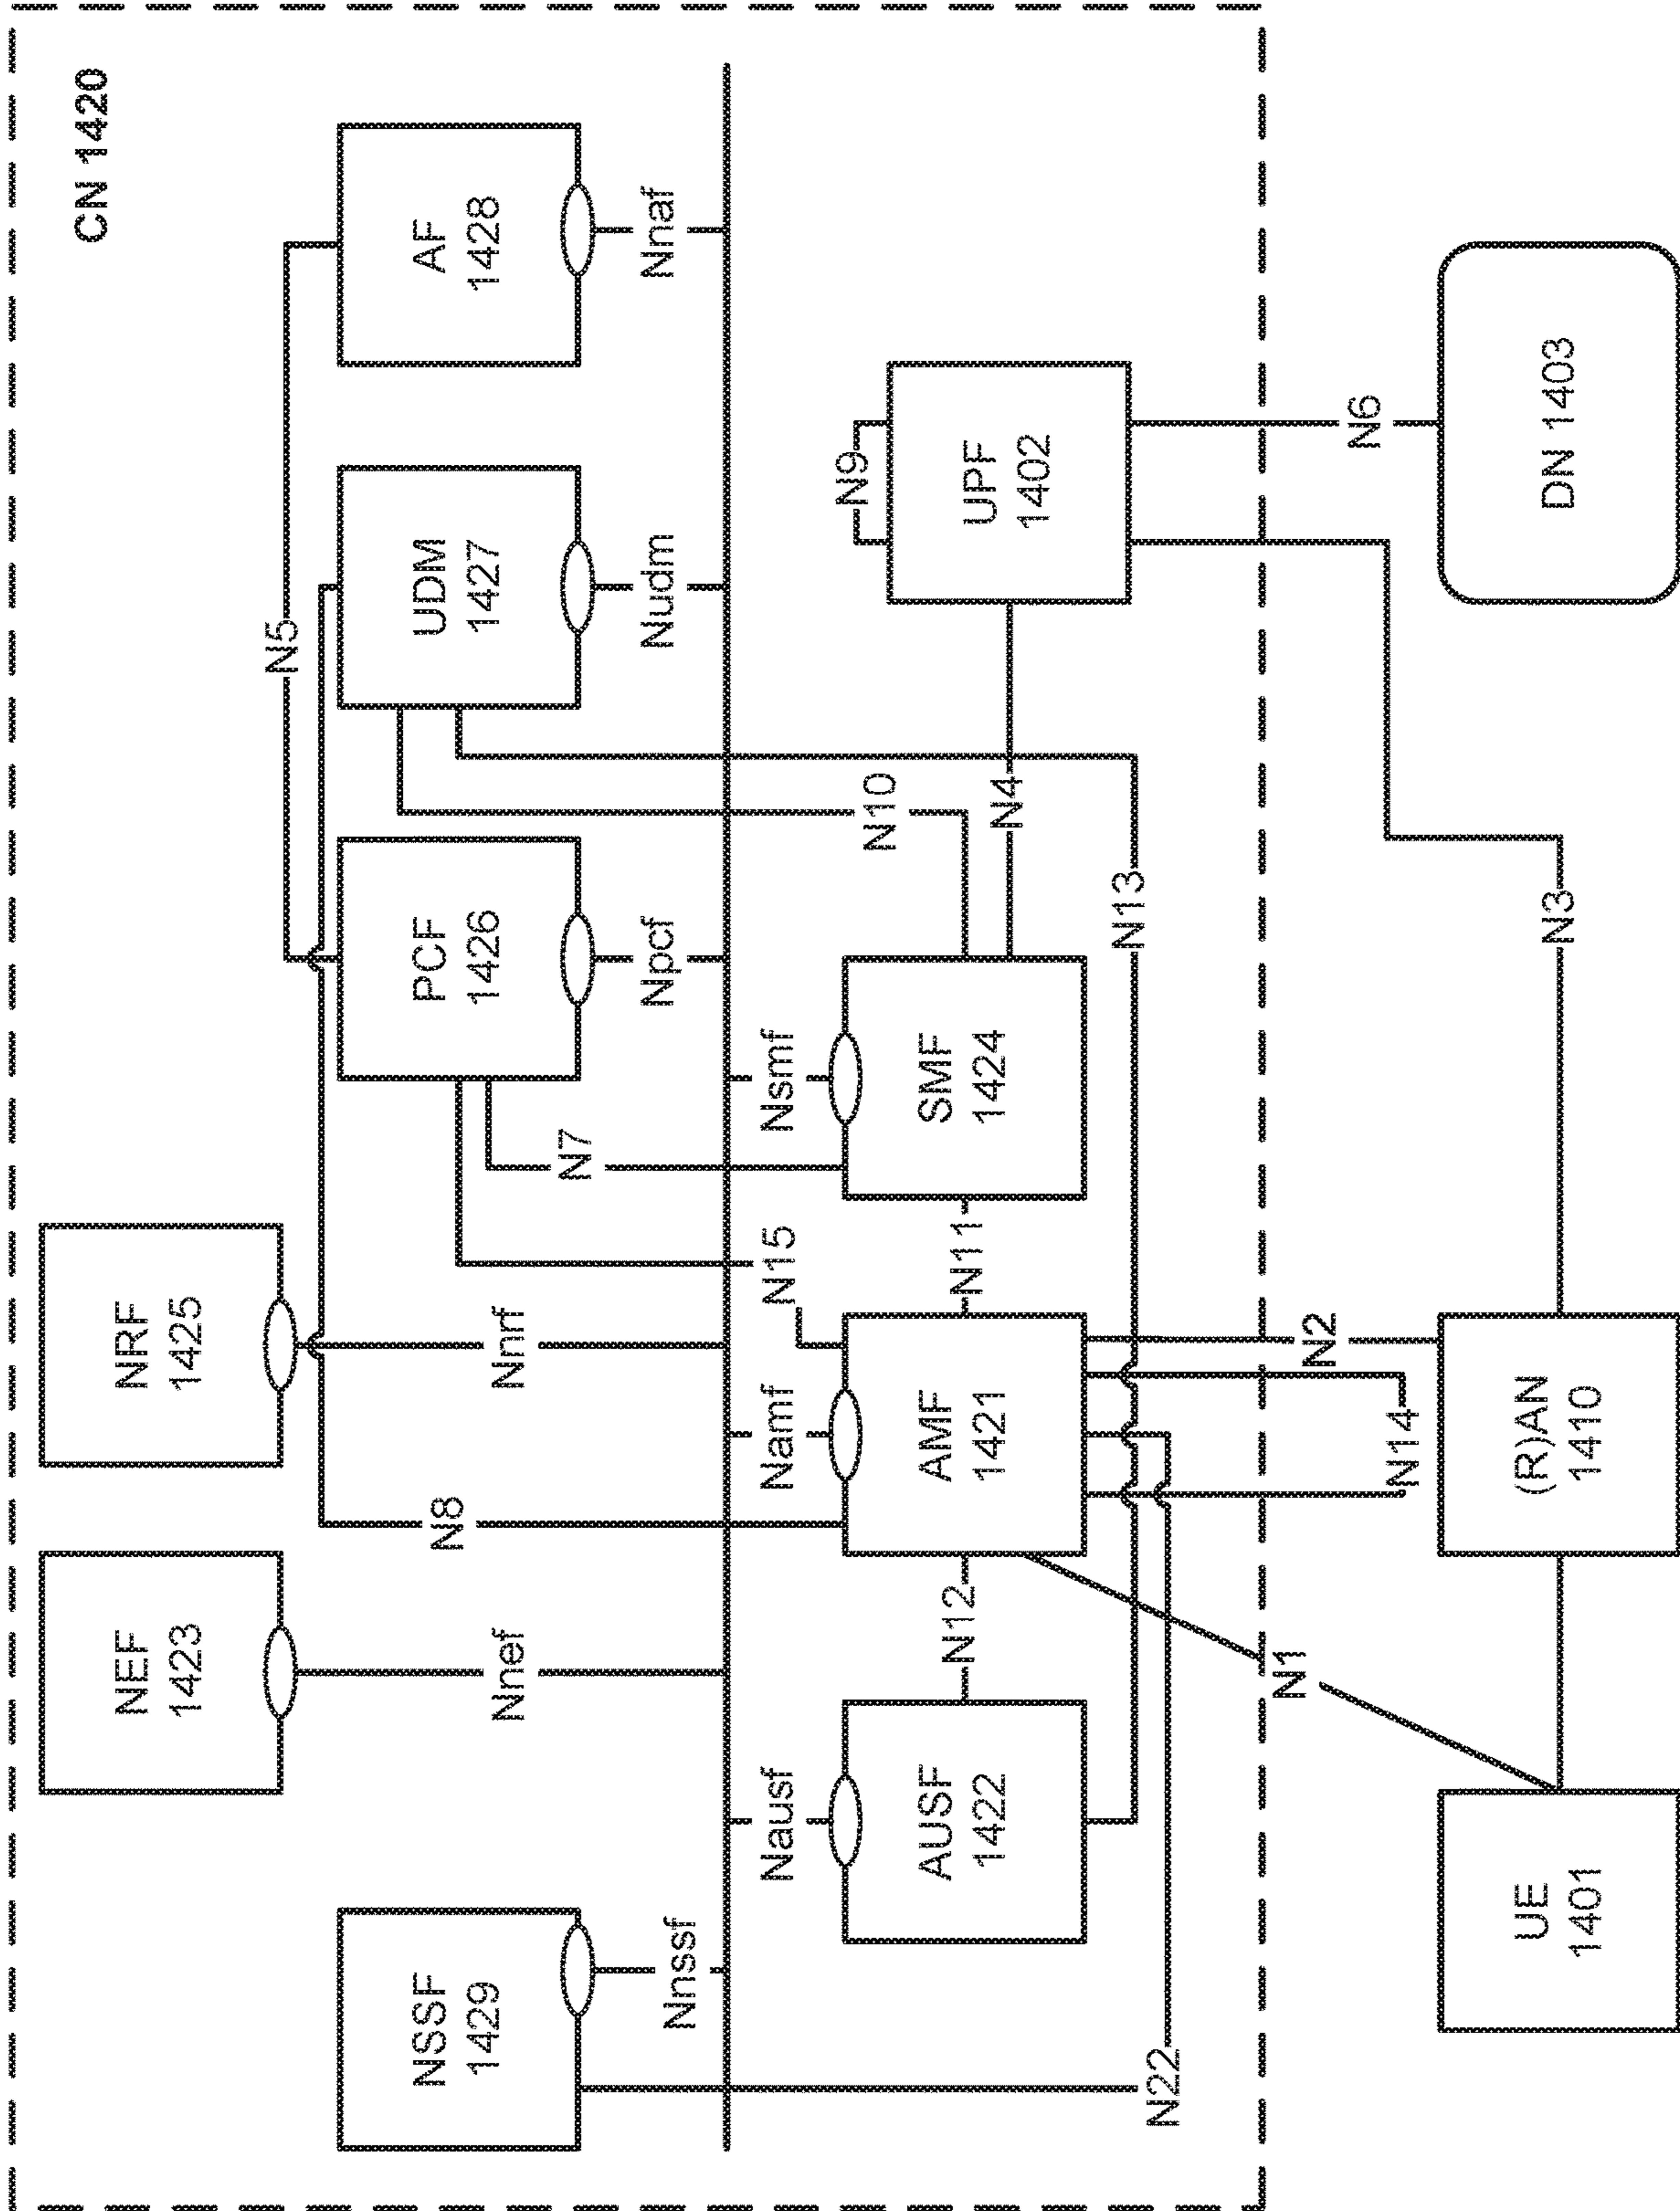 CN 1420
NEF
1423
NRF
1425
N5
NSSF
1429
N8
PCF
1426
UDM
1427
AF
1428
Nnef
Nnrf
N7
Nnssf
Npcf
Nudm
Nnaf
Nausf
Namf
N15
Nsmf
N9
N10
AUSF
1422
N12
AMF
1421
N11
SMF
1424
N4
UPF
1402
N13
N22
N1
N2
N6
N14
UE
1401
(R)AN
1410
N3
DN 1403